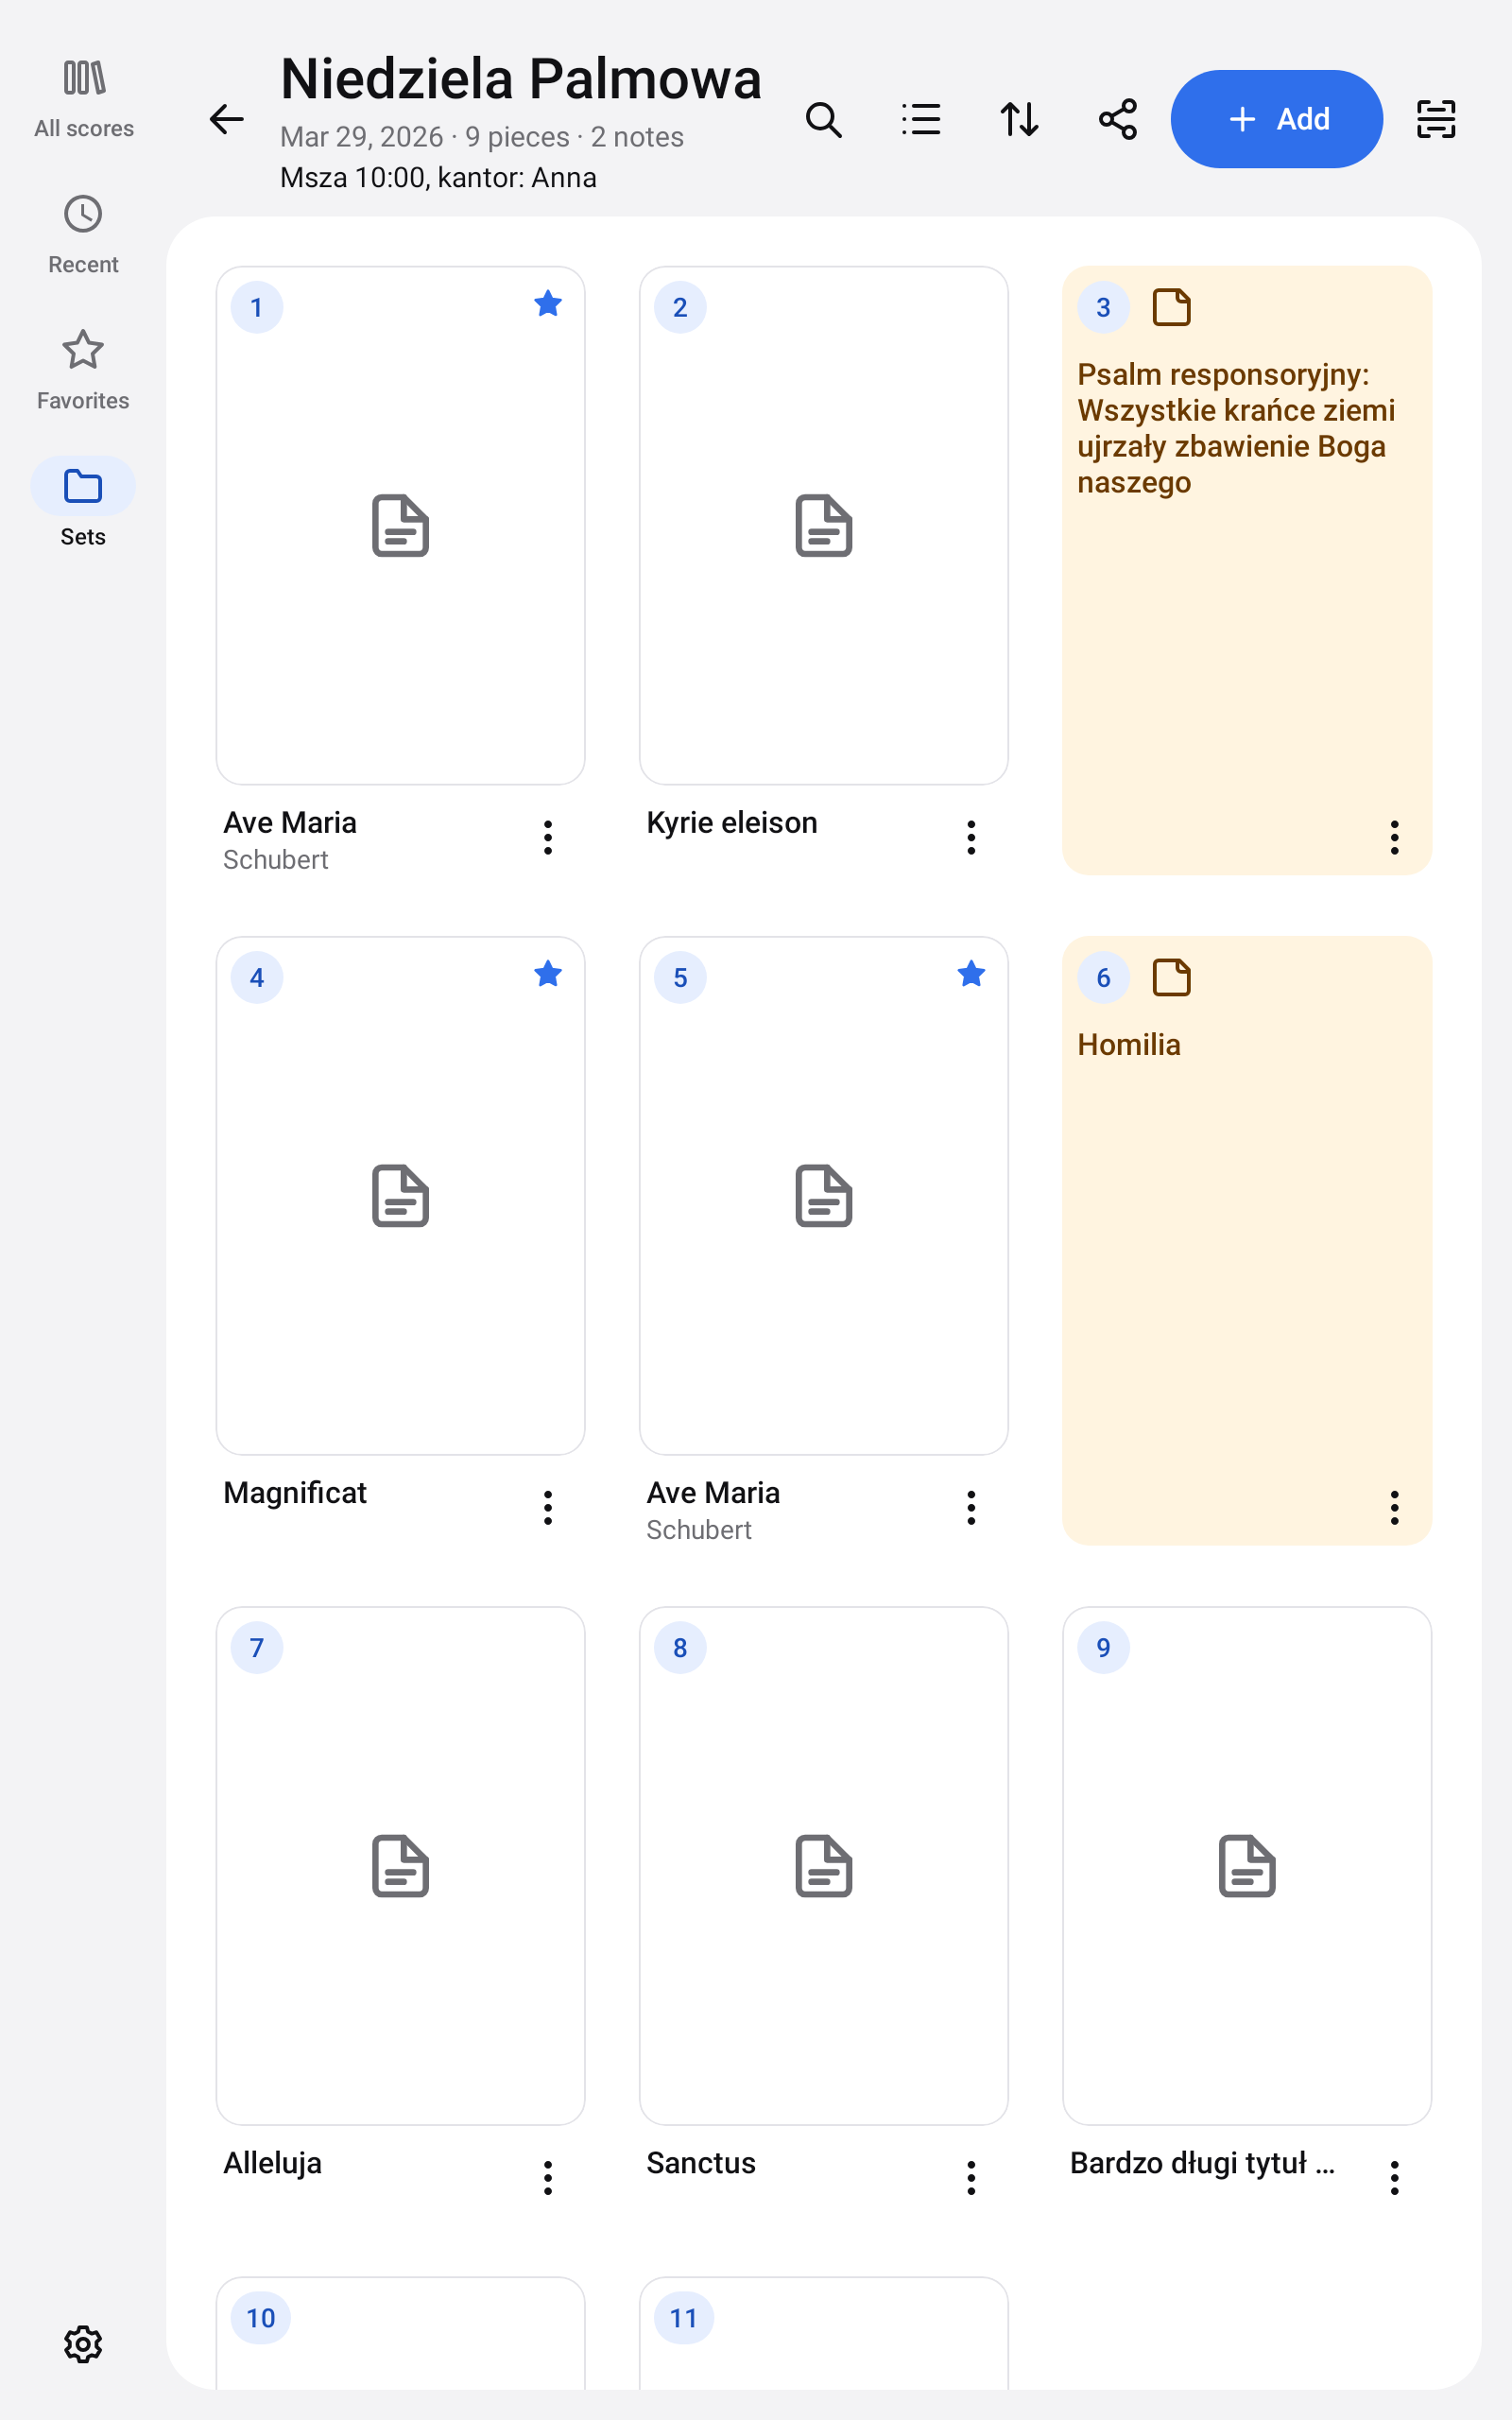 All scores
Recent
Favorites
Sets
Niedziela Palmowa
Mar 29, 2026 · 9 pieces · 2 notes
Msza 10:00, kantor: Anna
Add
1
2
3
Psalm responsoryjny:
Wszystkie krańce ziemi
ujrzały zbawienie Boga
naszego
Ave Maria
Schubert
Kyrie eleison
4
5
6
Homilia
Magnificat
Ave Maria
Schubert
7
8
9
Alleluja
Sanctus
Bardzo długi tytuł ...
10
11